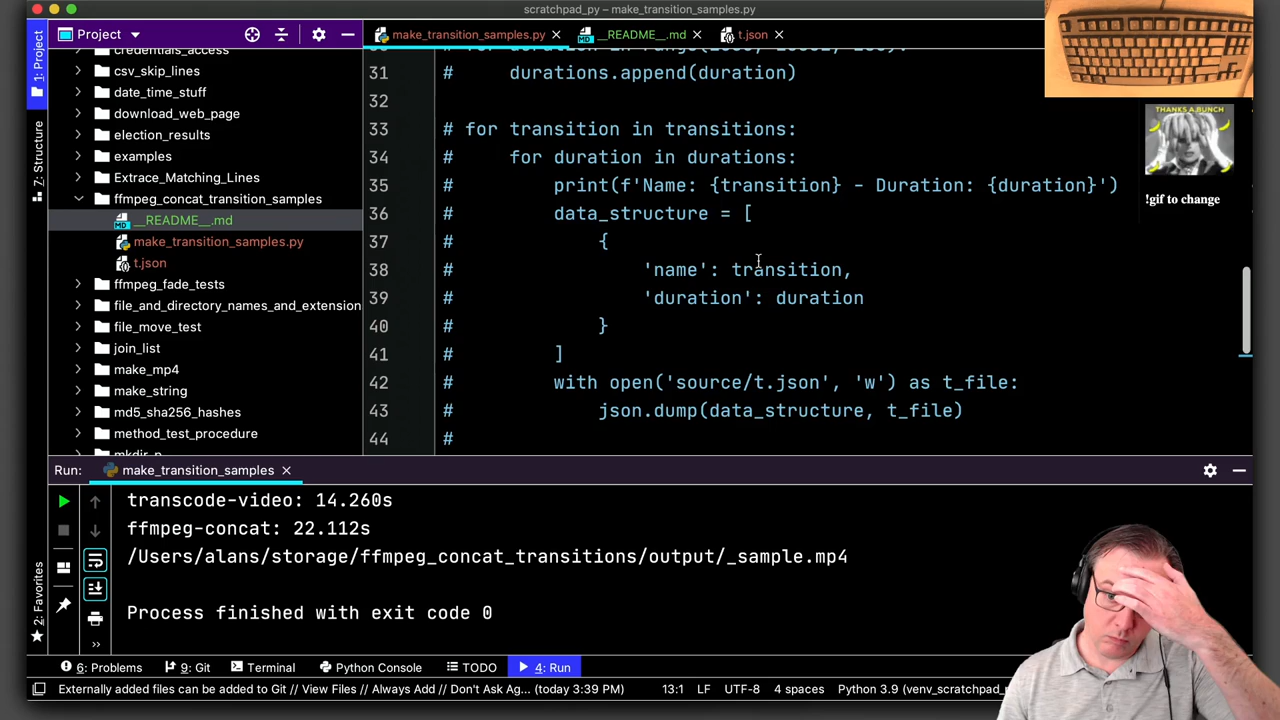 scratchpad_py – make_transition_samples.py
1: Project
Project
make_transition_samples.py
__README__.md
t.json
THANKS A BUNCH
!gif to change
7: Structure
2: Favorites
credentials_access
csv_skip_lines
date_time_stuff
download_web_page
election_results
examples
Extrace_Matching_Lines
ffmpeg_concat_transition_samples
__README__.md
make_transition_samples.py
t.json
ffmpeg_fade_tests
file_and_directory_names_and_extension
file_move_test
join_list
make_mp4
make_string
md5_sha256_hashes
method_test_procedure
mkdir_p
31 #     durations.append(duration)
32
33 # for transition in transitions:
34 #     for duration in durations:
35 #         print(f'Name: {transition} - Duration: {duration}')
36 #         data_structure = [
37 #             {
38 #                 'name': transition,
39 #                 'duration': duration
40 #             }
41 #         ]
42 #         with open('source/t.json', 'w') as t_file:
43 #             json.dump(data_structure, t_file)
44 #
Run: make_transition_samples
transcode-video: 14.260s
ffmpeg-concat: 22.112s
/Users/alans/storage/ffmpeg_concat_transitions/output/_sample.mp4
Process finished with exit code 0
6: Problems
9: Git
Terminal
Python Console
TODO
4: Run
Externally added files can be added to Git // View Files // Always Add // Don't Ask Ag... (today 3:39 PM)
13:1 LF UTF-8 4 spaces Python 3.9 (venv_scratchpad_